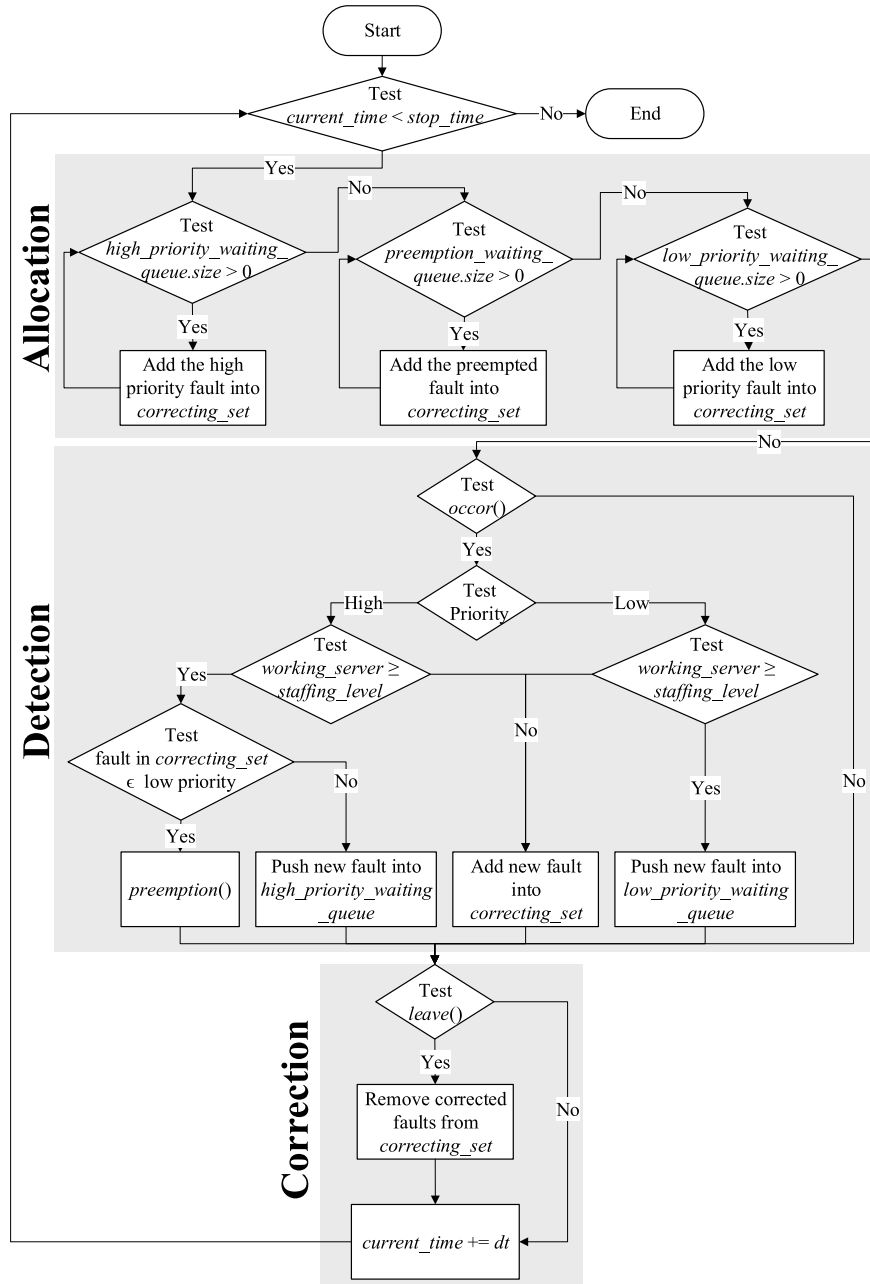 Start
Test
current_time < stop_time
No
End
Yes
Allocation
Test
high_priority_waiting_
queue.size > 0
No
Test
preemption_waiting_
queue.size > 0
No
Test
low_priority_waiting_
queue.size > 0
Yes
Yes
Yes
Add the high
priority fault into
correcting_set
Add the preempted
fault into
correcting_set
Add the low
priority fault into
correcting_set
No
Detection
Test
occor()
Yes
Test
Priority
High
Low
Test
working_server ≥
staffing_level
Test
working_server ≥
staffing_level
Yes
No
Test
fault in correcting_set
ϵ low priority
No
Yes
No
Yes
preemption()
Push new fault into
high_priority_waiting
_queue
Add new fault
into
correcting_set
Push new fault into
low_priority_waiting
_queue
Correction
Test
leave()
Yes
No
Remove corrected
faults from
correcting_set
current_time += dt